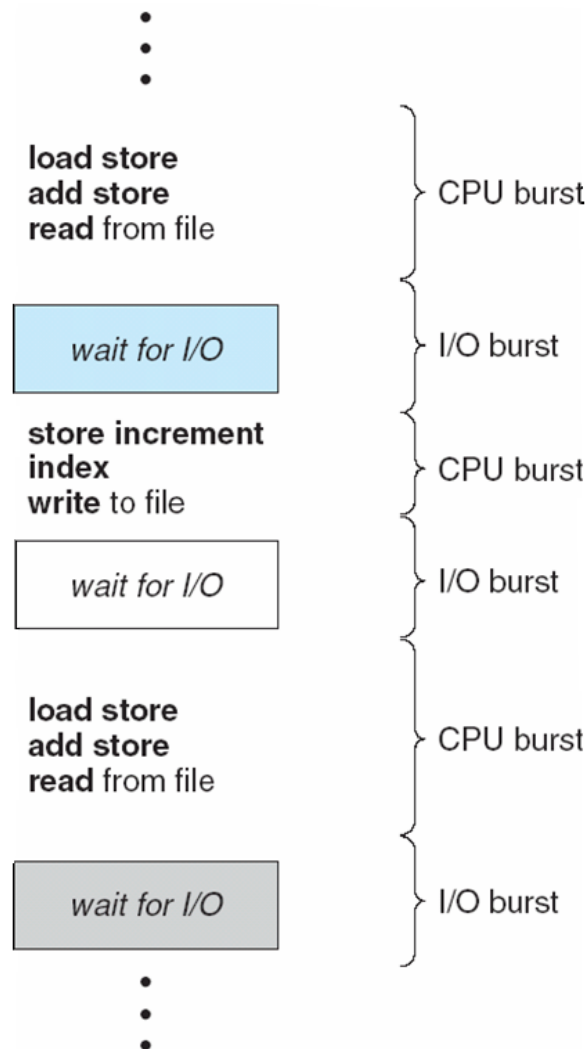 load store
add store
read from file
CPU burst
wait for I/O
I/O burst
store increment
index
write to file
CPU burst
wait for I/O
I/O burst
load store
add store
read from file
CPU burst
wait for I/O
I/O burst